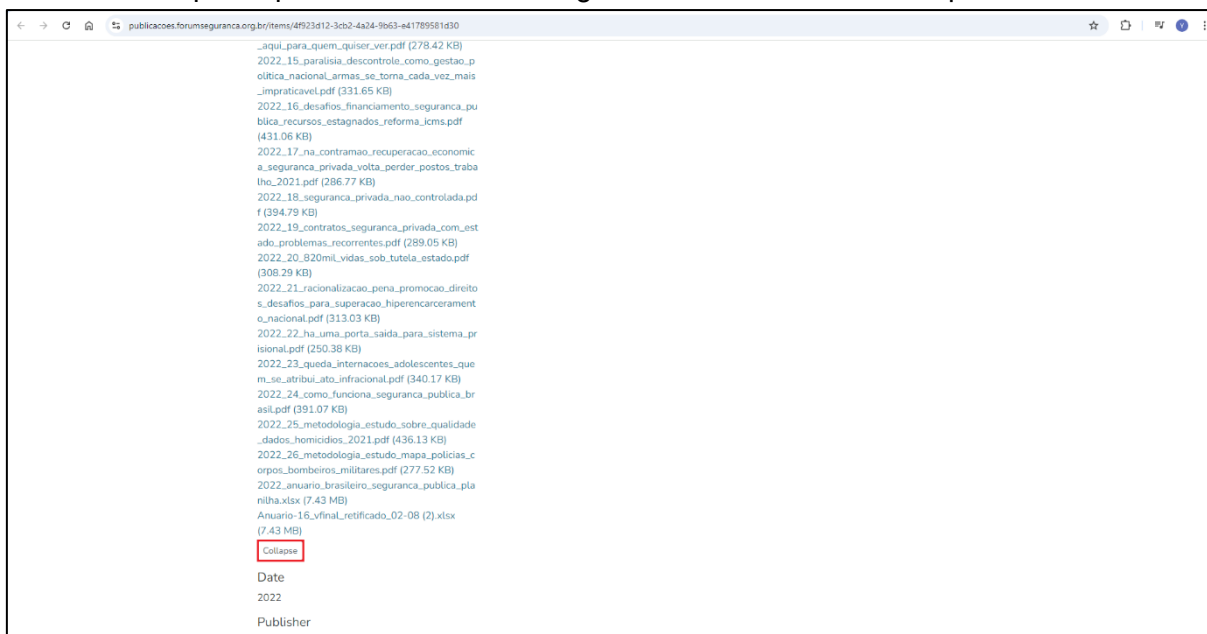 publicacoes.forumseguranca.org.br/items/4f923d12-3cb2-4a24-9b63-e41789581d30
_aqui_para_quem_quiser_ver.pdf (278.42 KB)
2022_15_paralisia_descontrole_como_gestao_p
olitica_nacional_armas_se_torna_cada_vez_mais
_impraticavel.pdf (331.65 KB)
2022_16_desafios_financiamento_seguranca_pu
blica_recursos_estagnados_reforma_icms.pdf
(431.06 KB)
2022_17_na_contramao_recuperacao_economic
a_seguranca_privada_volta_perder_postos_traba
lho_2021.pdf (286.77 KB)
2022_18_seguranca_privada_nao_controlada.pd
f (394.79 KB)
2022_19_contratos_seguranca_privada_com_est
ado_problemas_recorrentes.pdf (289.05 KB)
2022_20_820mil_vidas_sob_tutela_estado.pdf
(308.29 KB)
2022_21_racionalizacao_pena_promocao_direito
s_desafios_para_superacao_hiperencarcerament
o_nacional.pdf (313.03 KB)
2022_22_ha_uma_porta_saida_para_sistema_pr
isional.pdf (250.38 KB)
2022_23_queda_internacoes_adolescentes_que
m_se_atribui_ato_infracional.pdf (340.17 KB)
2022_24_como_funciona_seguranca_publica_br
asil.pdf (391.07 KB)
2022_25_metodologia_estudo_sobre_qualidade
_dados_homicidios_2021.pdf (436.13 KB)
2022_26_metodologia_estudo_mapa_policias_c
orpos_bombeiros_militares.pdf (277.52 KB)
2022_anuario_brasileiro_seguranca_publica_pla
nilha.xlsx (7.43 MB)
Anuario-16_vfinal_retificado_02-08 (2).xlsx
(7.43 MB)
Collapse
Date
2022
Publisher